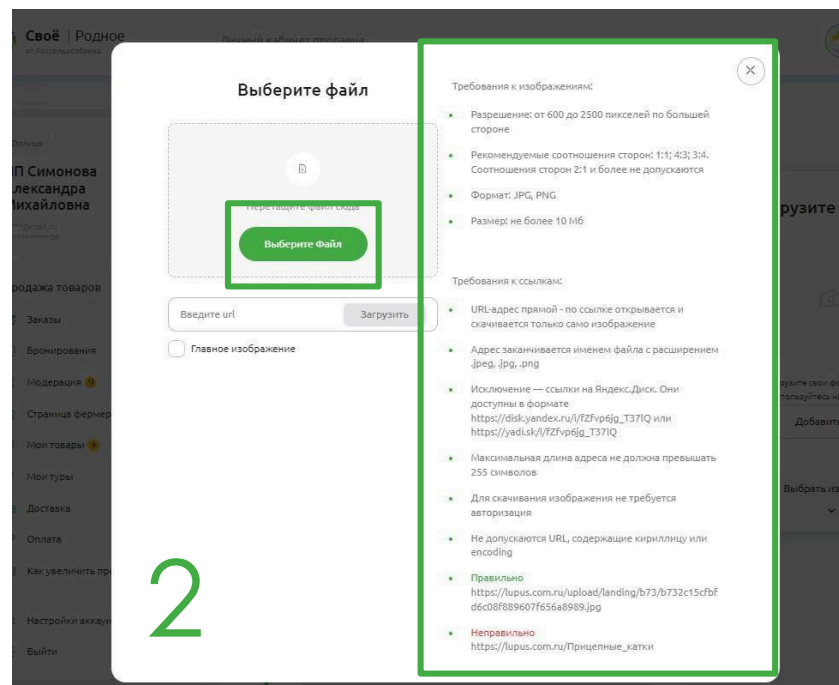 Своё | Родное
от Россельхозбанка
Личный кабинет продавца
ИП Симонова
Александра
Михайловна
Продажа товаров
Заказы
Бронирования
Модерация
Страница фермер
Мои товары
Мои туры
Доставка
Оплата
Как увеличить пр
Настройки аккаун
Выйти
Выберите файл
Перетащите файл сюда
Выберите Файл
Введите url
Загрузить
Главное изображение
2
Требования к изображениям:
Разрешение: от 600 до 2500 пикселей по большей
стороне
Рекомендуемые соотношения сторон: 1:1; 4:3; 3:4.
Соотношения сторон 2:1 и более не допускаются
Формат: JPG, PNG
Размер: не более 10 Мб
Требования к ссылкам:
URL-адрес прямой - по ссылке открывается и
скачивается только само изображение
Адрес заканчивается именем файла с расширением
.jpeg, .jpg, .png
Исключение — ссылки на Яндекс.Диск. Они
доступны в формате
https://disk.yandex.ru/i/fZfvp6jg_T37lQ или
https://yadi.sk/i/fZfvp6jg_T37lQ
Максимальная длина адреса не должна превышать
255 символов
Для скачивания изображения не требуется
авторизация
Не допускаются URL, содержащие кириллицу или
encoding
Правильно
https://lupus.com.ru/upload/landing/b73/b732c15cfbf
d6c08f889607f656a8989.jpg
Неправильно
https://lupus.com.ru/Прицепные_катки
рузите
Добавить
Выбрать из